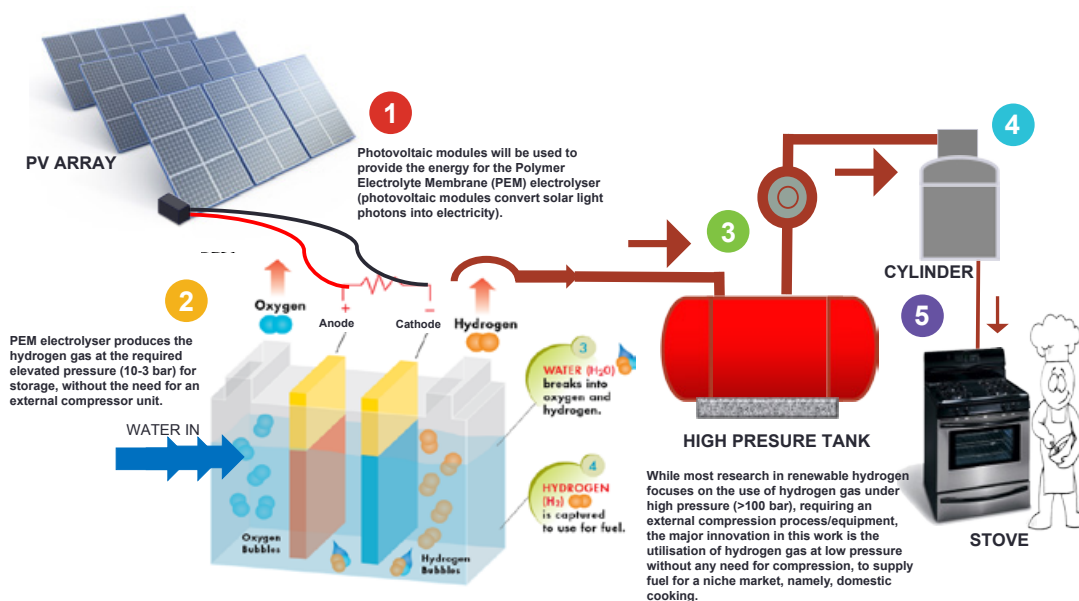 PV ARRAY
1
Photovoltaic modules will be used to
provide the energy for the Polymer
Electrolyte Membrane (PEM) electrolyser
(photovoltaic modules convert solar light
photons into electricity).
2
PEM electrolyser produces the
hydrogen gas at the required
elevated pressure (10-3 bar) for
storage, without the need for an
external compressor unit.
WATER IN
Oxygen
+
Anode
Cathode
–
Hydrogen
Oxygen
Bubbles
Hydrogen
Bubbles
3
WATER (H2O)
breaks into
oxygen and
hydrogen.
4
HYDROGEN
(H2)
is captured
to use for fuel.
3
HIGH PRESURE TANK
While most research in renewable hydrogen
focuses on the use of hydrogen gas under
high pressure (>100 bar), requiring an
external compression process/equipment,
the major innovation in this work is the
utilisation of hydrogen gas at low pressure
without any need for compression, to supply
fuel for a niche market, namely, domestic
cooking.
4
CYLINDER
5
STOVE